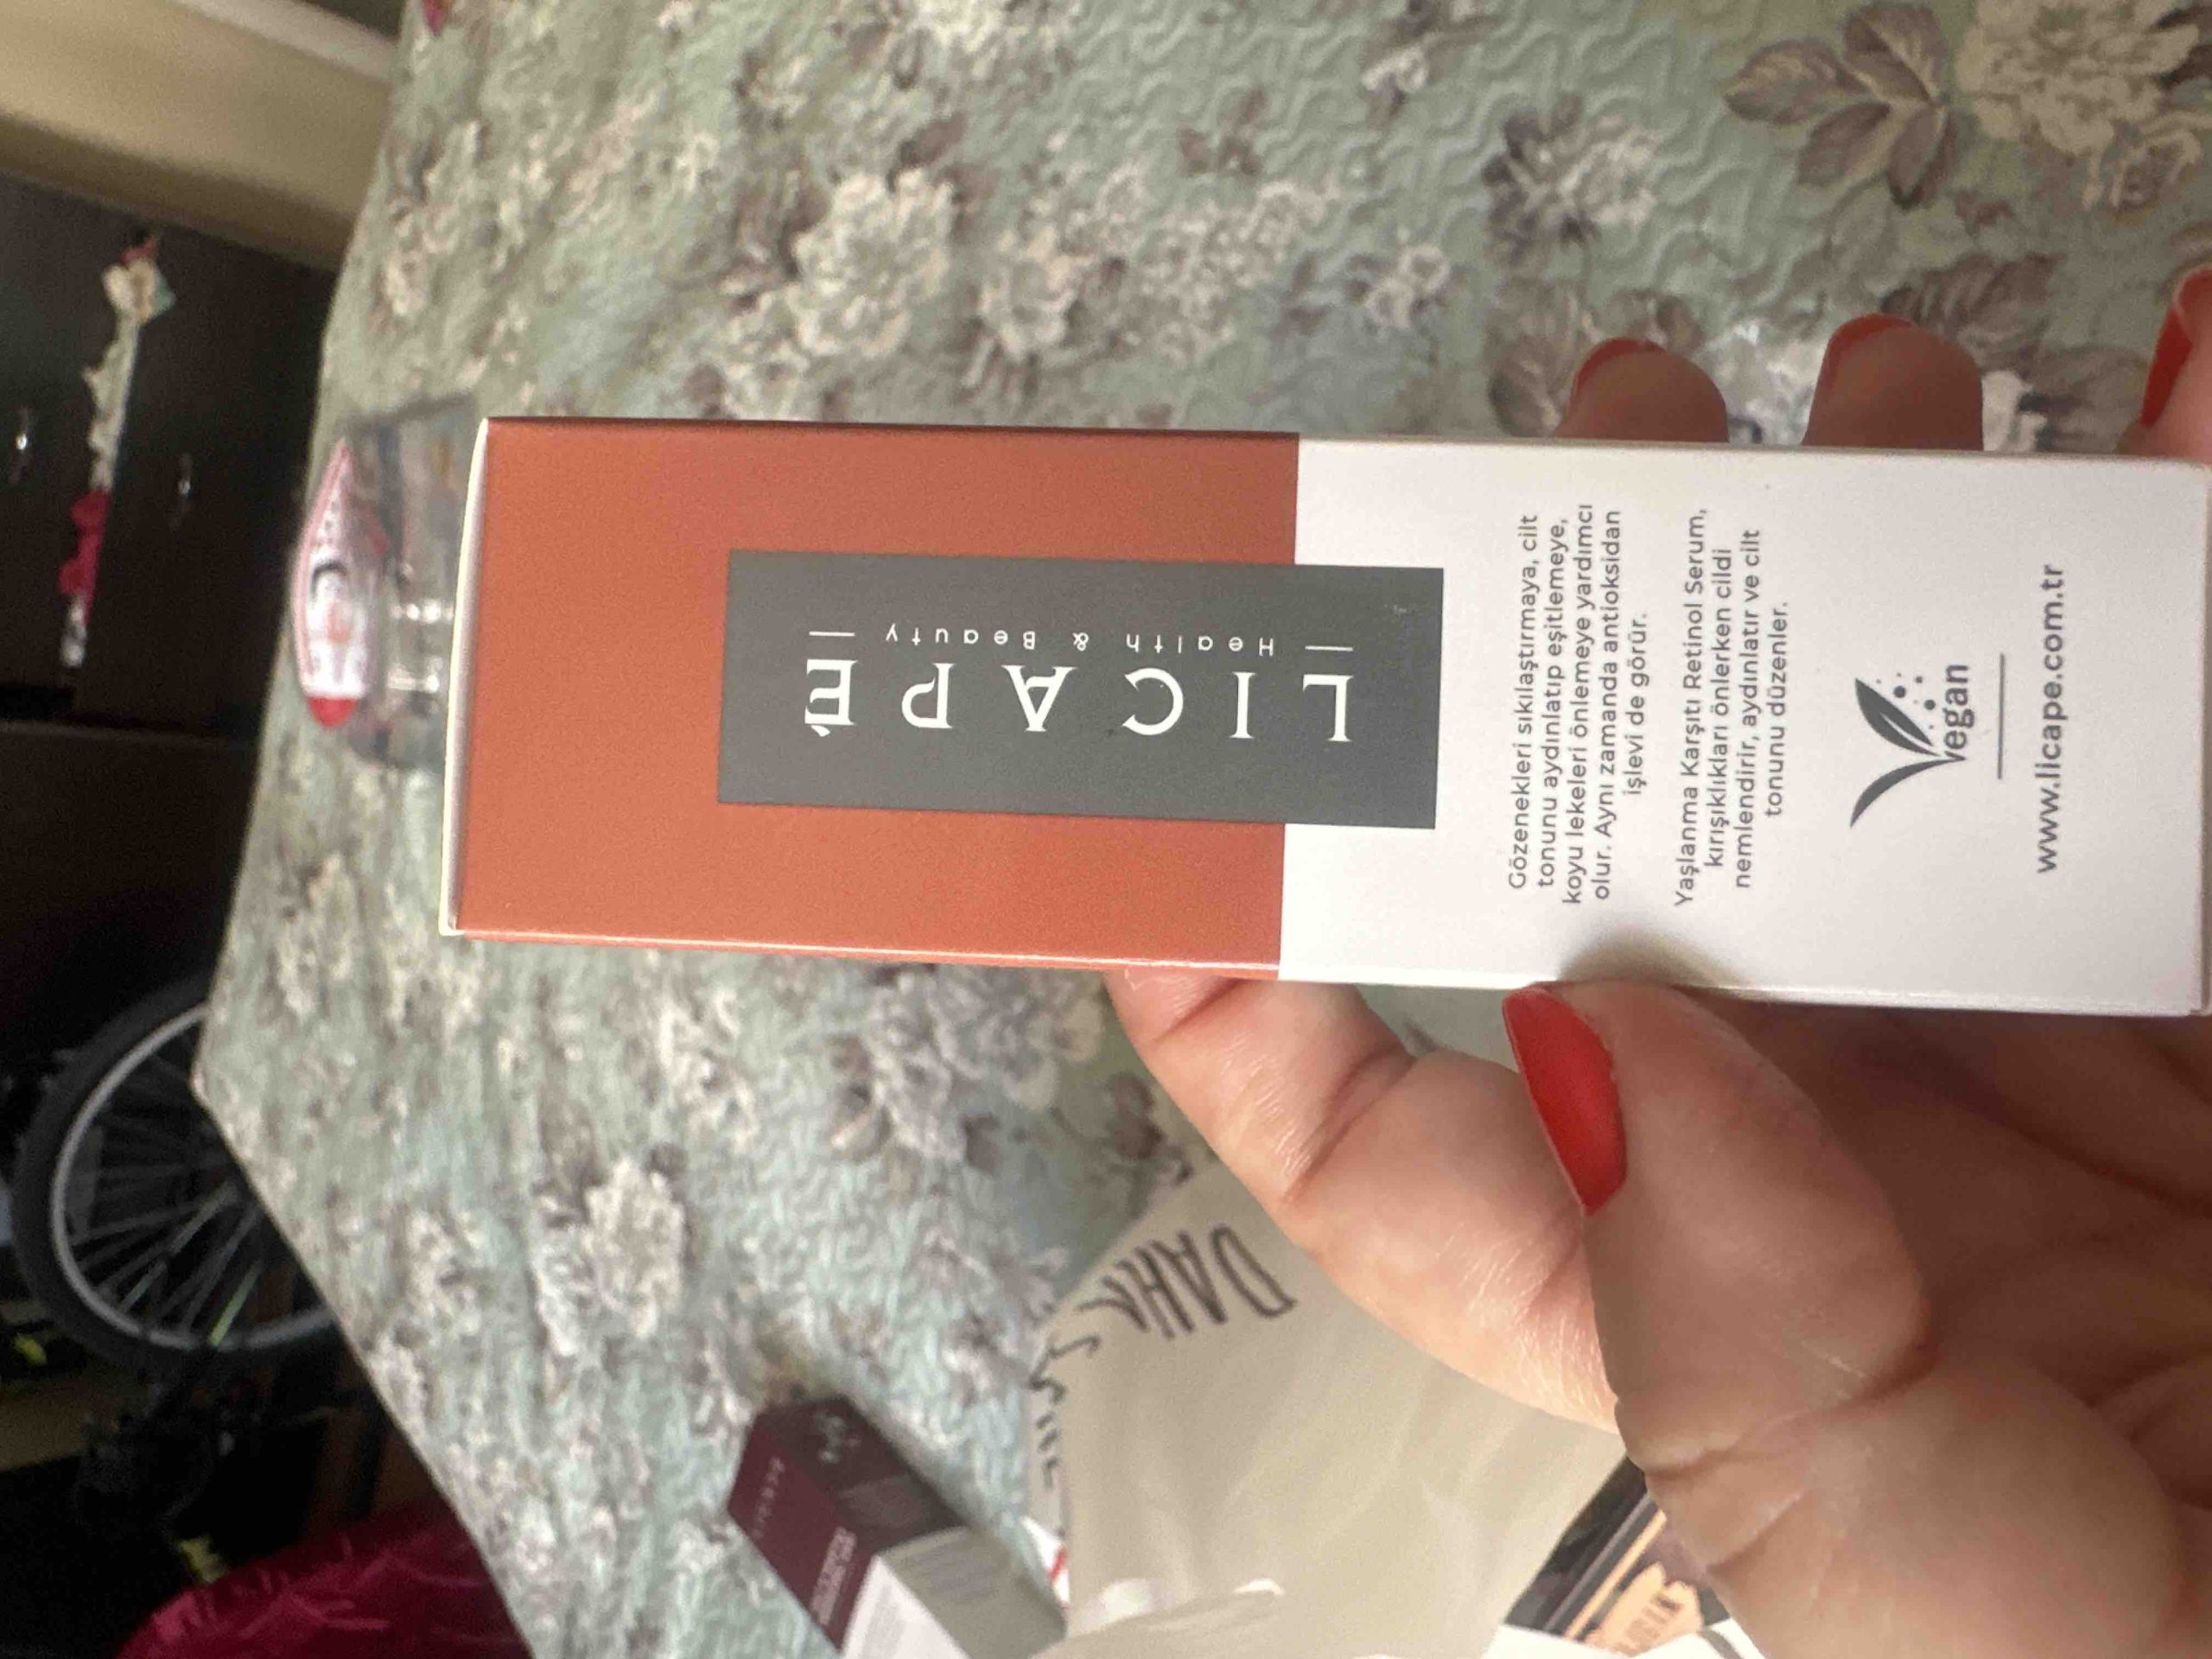 LICAPÉ
Health & Beauty
Gözenekleri sıkılaştırmaya, cilt
tonunu aydınlatıp eşitlemeye,
koyu lekeleri önlemeye yardımcı
olur. Aynı zamanda antioksidan
işlevi de görür.
Yaşlanma Karşıtı Retinol Serum,
kırışıklıkları önlerken cildi
nemlendirir, aydınlatır ve cilt
tonunu düzenler.
Vegan
www.licape.com.tr